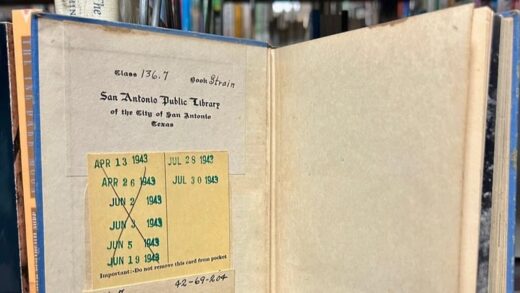 Class 136.7 Book Strain
San Antonio Public Library
of the City of San Antonio
Texas
APR 13 1943 JUL 28 1943
APR 26 1943 JUL 30 1943
JUN 2 1943
JUN 3 1943
JUN 5 1943
JUN 19 1943
Important:-Do not remove this card from pocket
42-69-204